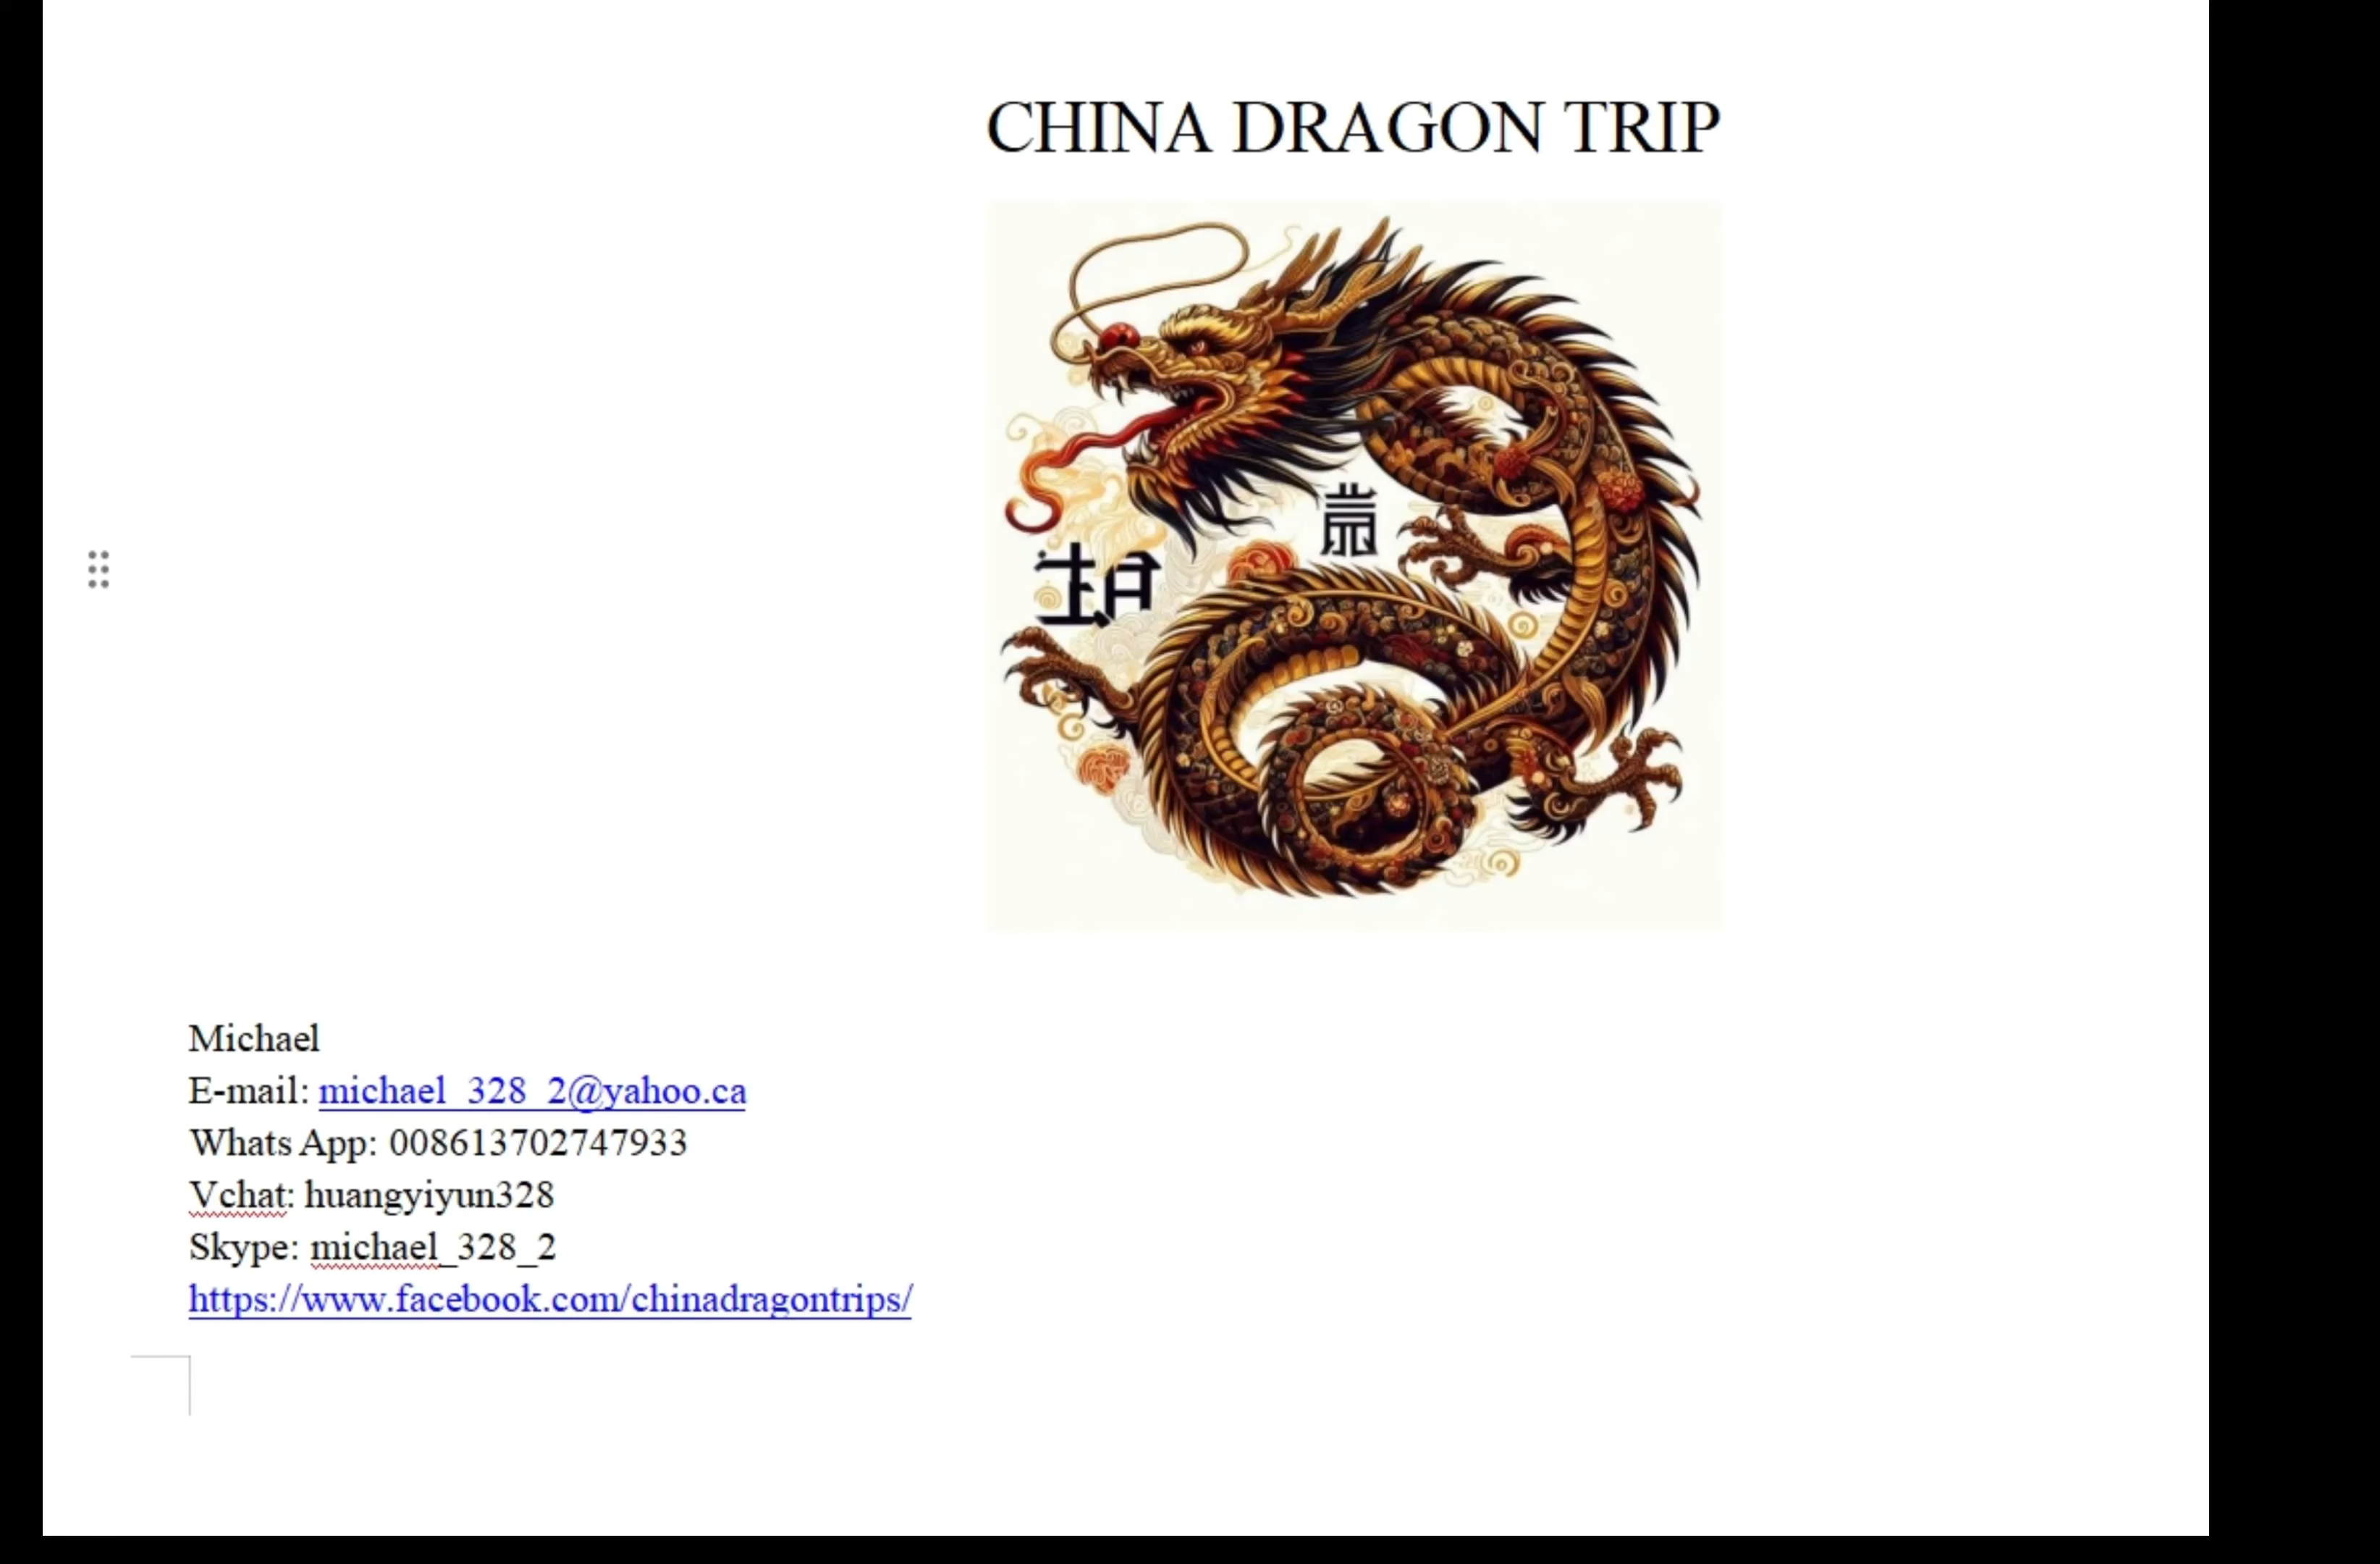 CHINA DRAGON TRIP
Michael
E-mail: michael_328_2@yahoo.ca
Whats App: 008613702747933
Vchat: huangyiyun328
Skype: michael_328_2
https://www.facebook.com/chinadragontrips/